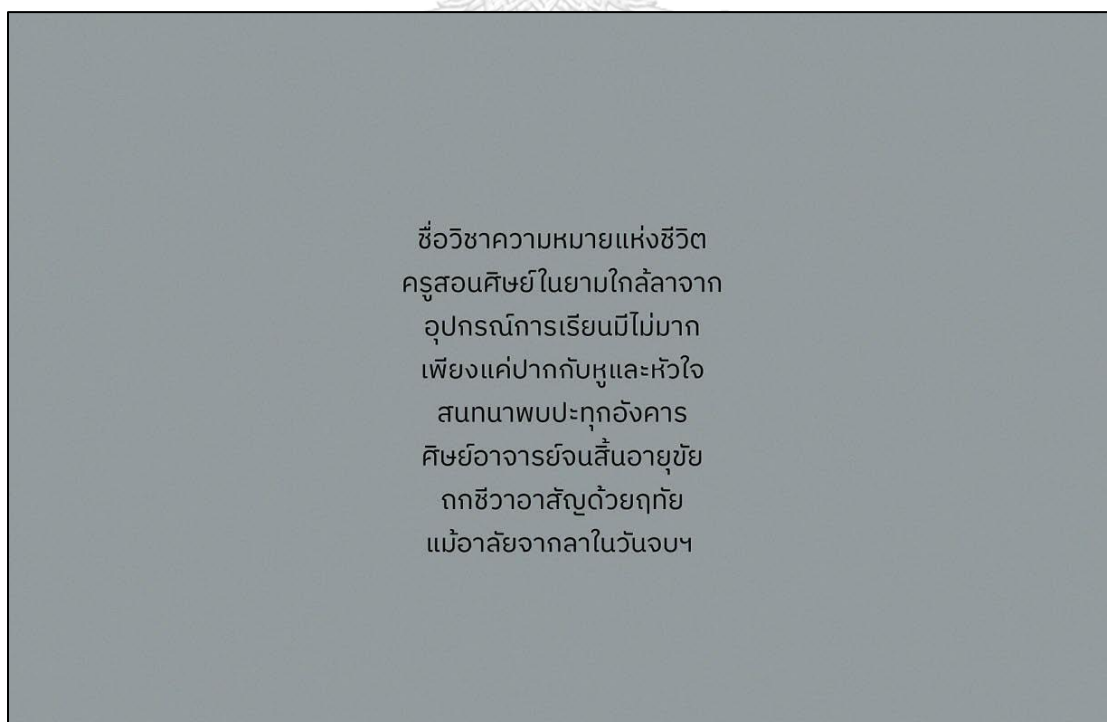 ชื่อวิชาความหมายแห่งชีวิต
ครูสอนศิษย์ในยามใกล้ลาจาก
อุปกรณ์การเรียนมีไม่มาก
เพียงแค่ปากกับหูและหัวใจ
สนทนาพบปะทุกอังคาร
ศิษย์อาจารย์จนสิ้นอายุขัย
ถกชีวาอาสัญด้วยฤทัย
แม้อาลัยจากลาในวันจบฯ